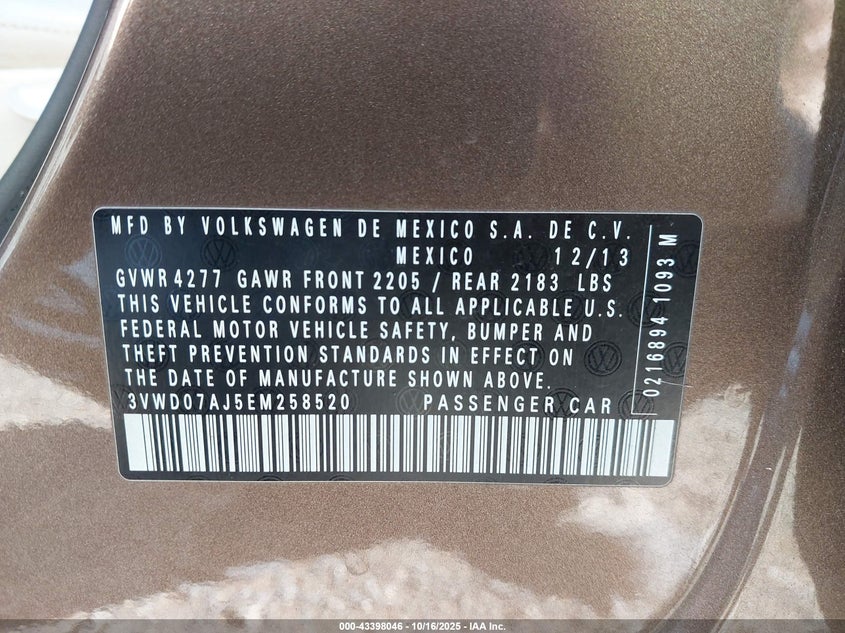 MFD BY VOLKSWAGEN DE MEXICO S.A. DE C.V.
MEXICO 12/13
GVWR 4277 GAWR FRONT 2205 / REAR 2183 LBS
THIS VEHICLE CONFORMS TO ALL APPLICABLE U.S.
FEDERAL MOTOR VEHICLE SAFETY, BUMPER AND
THEFT PREVENTION STANDARDS IN EFFECT ON
THE DATE OF MANUFACTURE SHOWN ABOVE.
3VWD07AJ5EM258520 PASSENGER CAR
0216894 1093 M
000-43398046 - 10/16/2025 - IAA Inc.